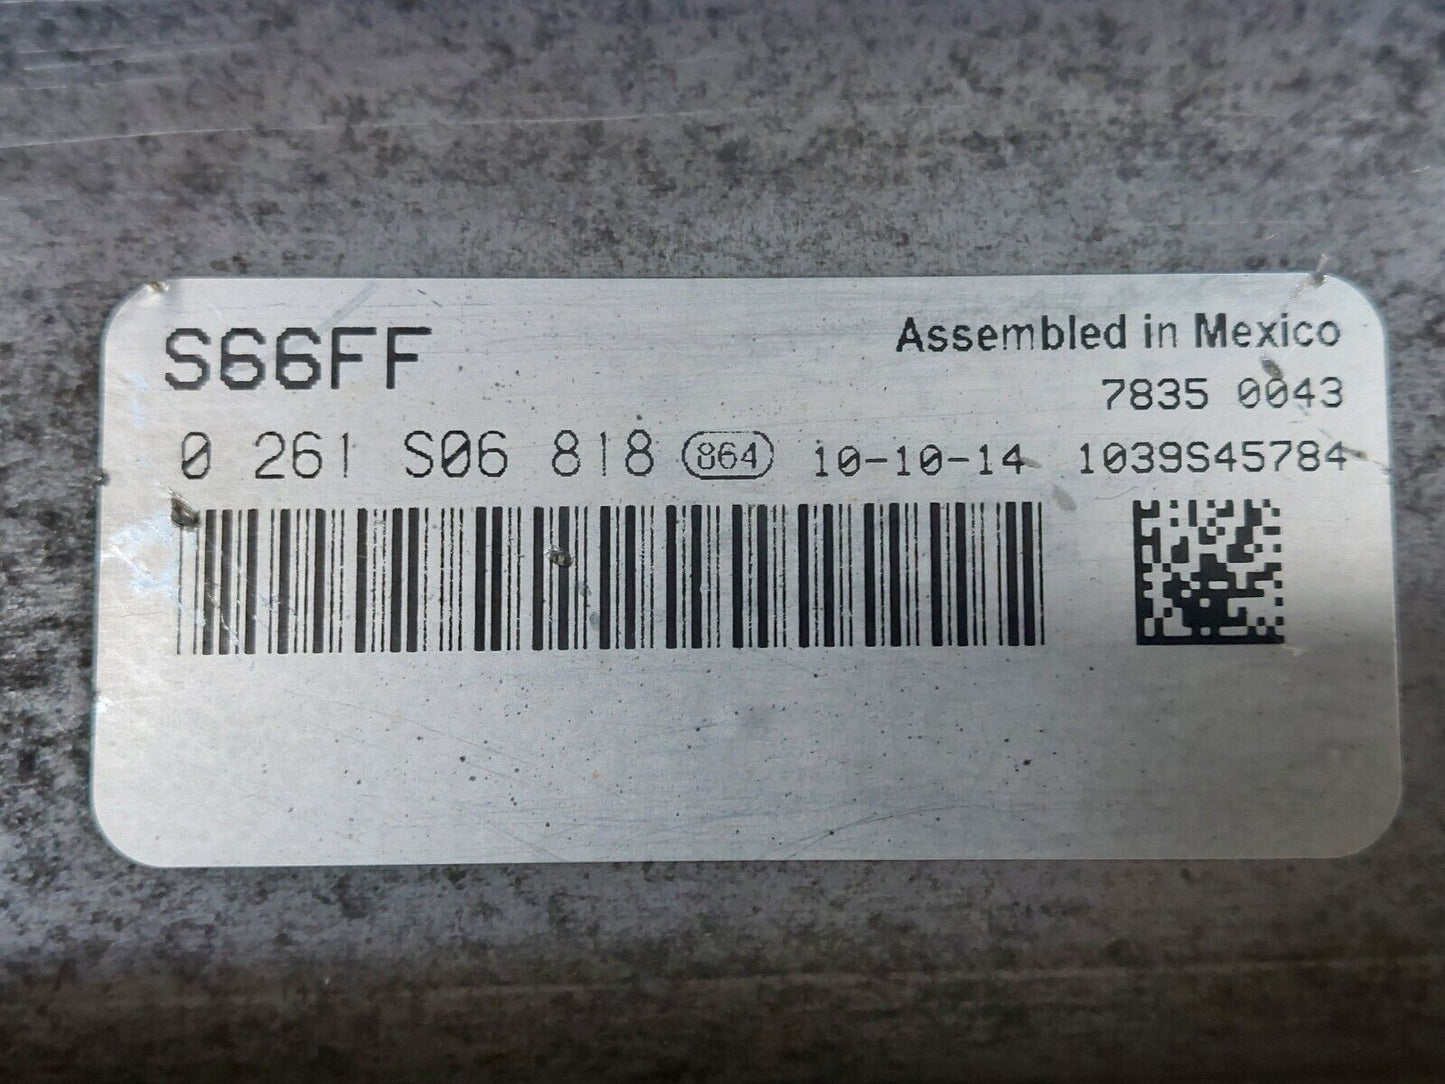 S66FF
Assembled in Mexico
7835 0043
0 261 S06 818 864 10-10-14 1039S45784